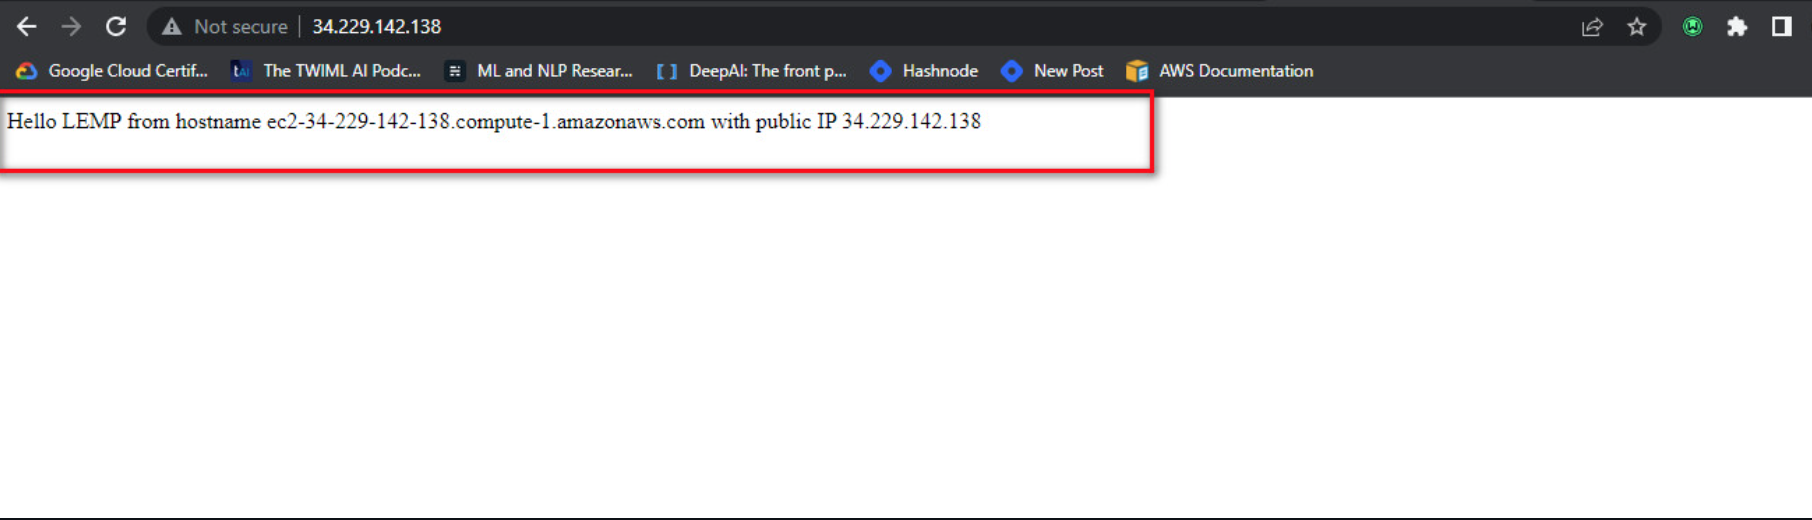 Not secure 34.229.142.138
Google Cloud Certif... tAI The TWIML AI Podc... ML and NLP Resear... [ ] DeepAI: The front p... Hashnode New Post AWS Documentation
Hello LEMP from hostname ec2-34-229-142-138.compute-1.amazonaws.com with public IP 34.229.142.138